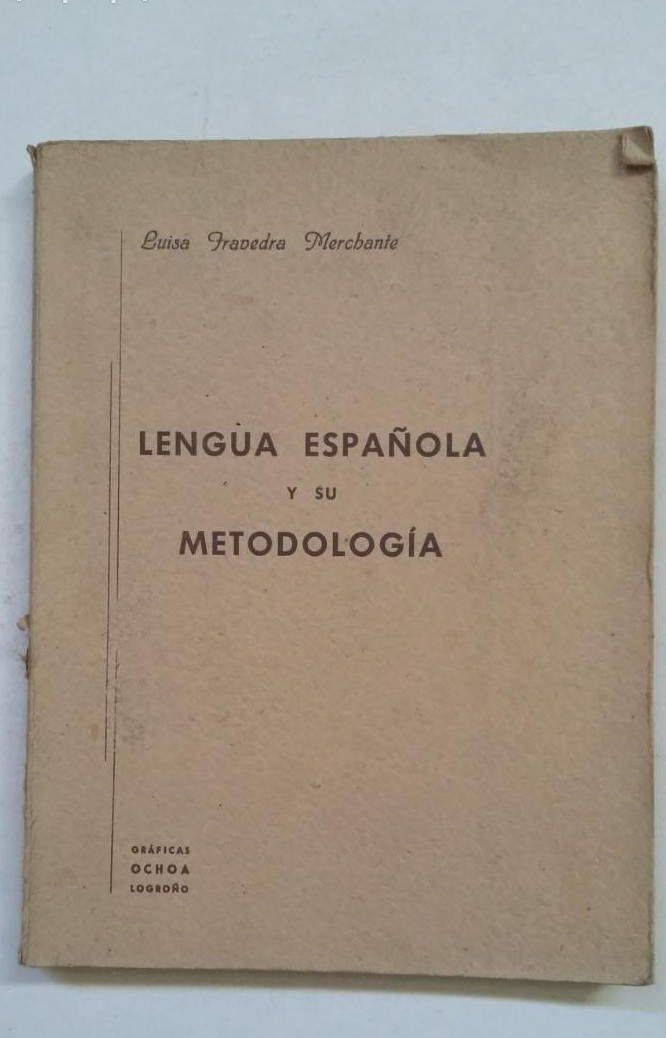 Luisa Fravedra Merchante
LENGUA ESPAÑOLA
Y SU
METODOLOGÍA
GRÁFICAS
OCHOA
LOGROÑO